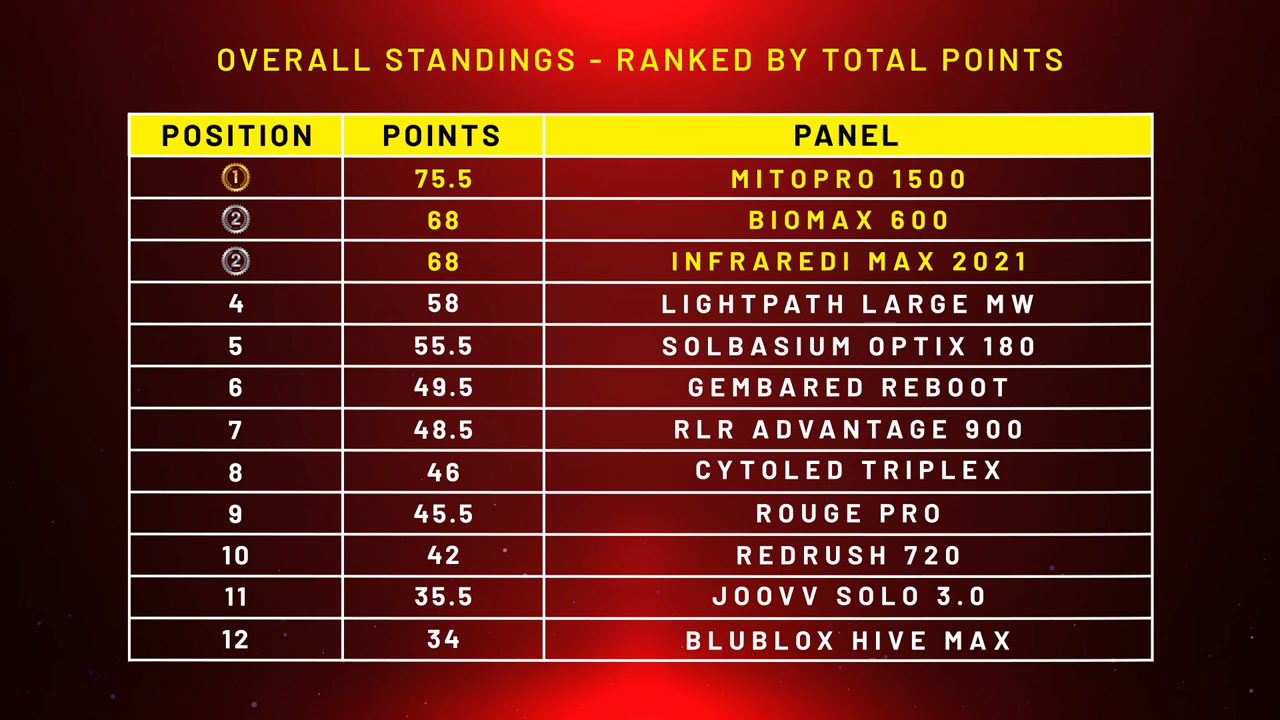 OVERALL STANDINGS - RANKED BY TOTAL POINTS
POSITION POINTS PANEL
1 75.5 MITOPRO 1500
2 68 BIOMAX 600
2 68 INFRAREDI MAX 2021
4 58 LIGHTPATH LARGE MW
5 55.5 SOLBASIUM OPTIX 180
6 49.5 GEMBARED REBOOT
7 48.5 RLR ADVANTAGE 900
8 46 CYTOLED TRIPLEX
9 45.5 ROUGE PRO
10 42 REDRUSH 720
11 35.5 JOOVV SOLO 3.0
12 34 BLUBLOX HIVE MAX